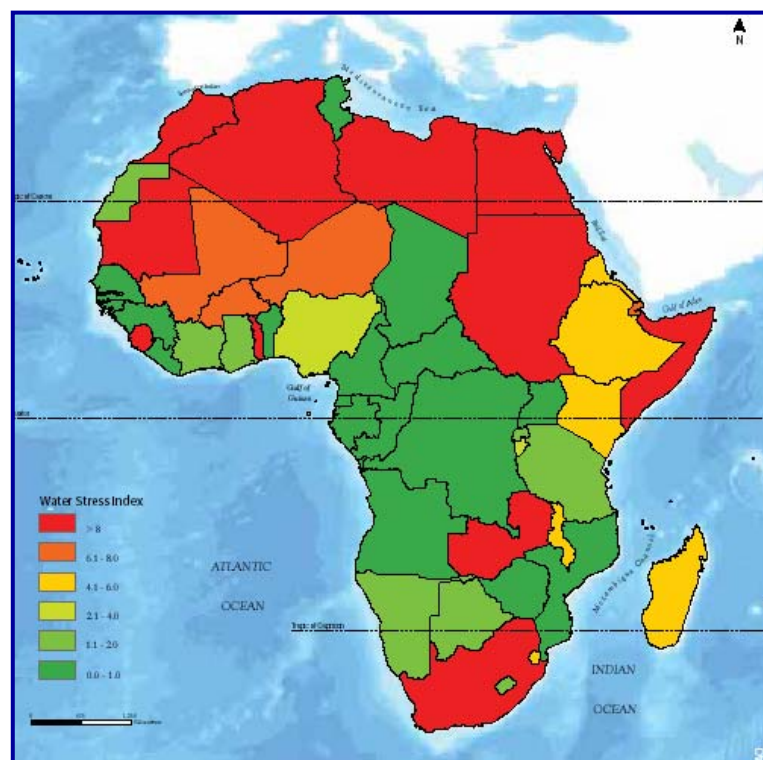 N
Mediterranean Sea
Red Sea
Gulf of Aden
Gulf of
Guinea
Water Stress Index
> 8
6.1 - 8.0
4.1 - 6.0
2.1 - 4.0
1.1 - 2.0
0.0 - 1.0
ATLANTIC
OCEAN
Mozambique Channel
Tropic of Capricorn
INDIAN
OCEAN